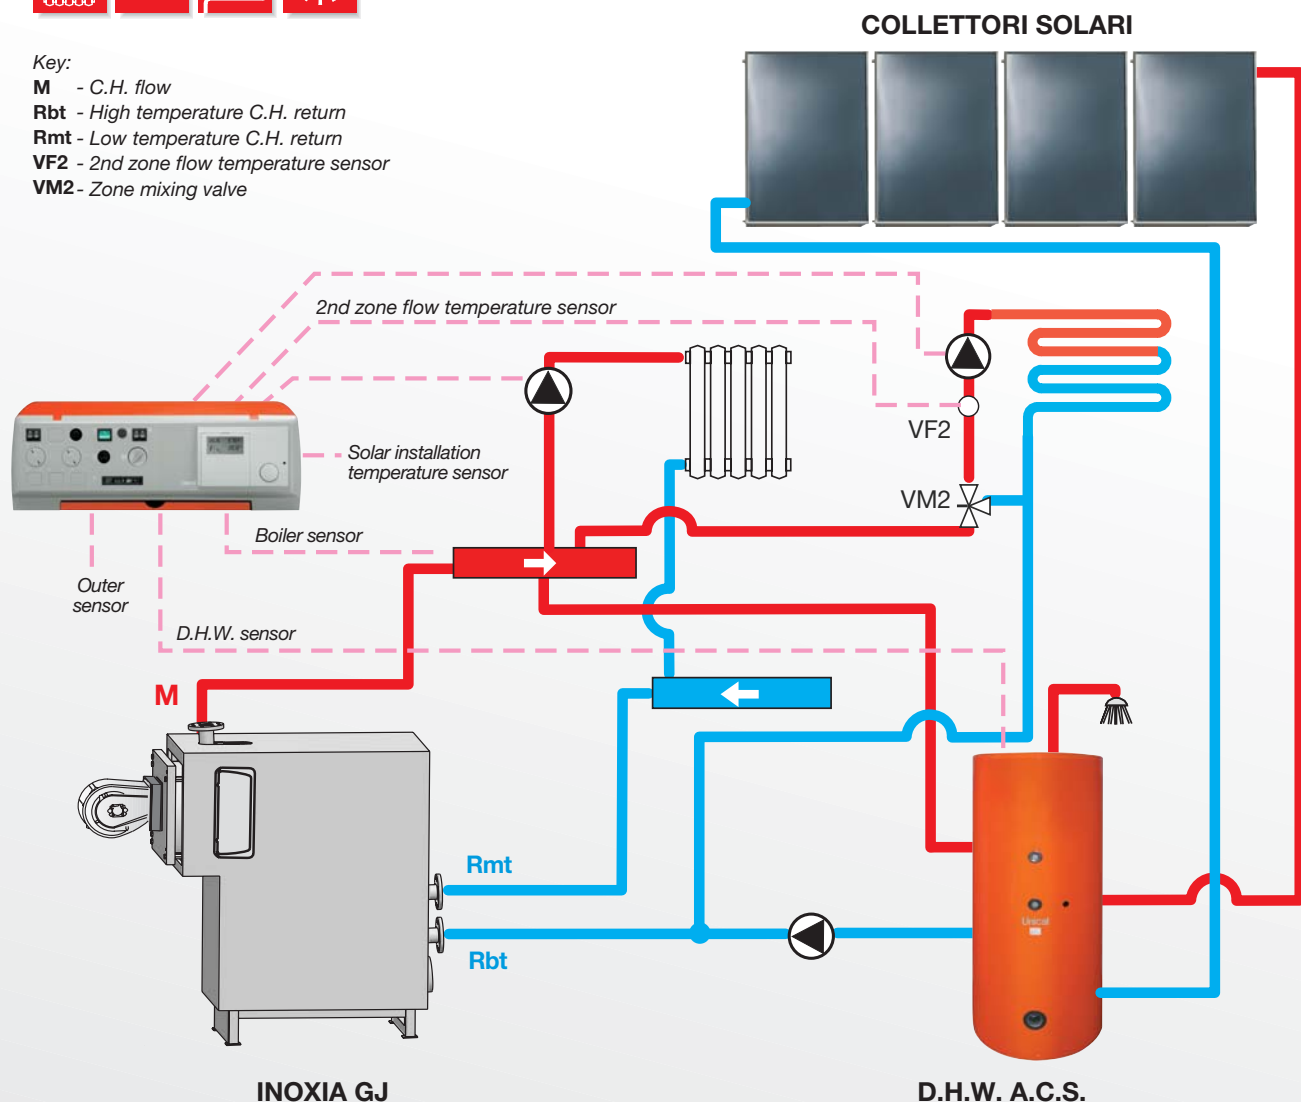 COLLETTORI SOLARI
Key:
M - C.H. flow
Rbt - High temperature C.H. return
Rmt - Low temperature C.H. return
VF2 - 2nd zone flow temperature sensor
VM2 - Zone mixing valve
2nd zone flow temperature sensor
VF2
Solar installation
temperature sensor
VM2
Boiler sensor
Outer
sensor
D.H.W. sensor
M
Rmt
Unical
Rbt
INOXIA GJ
D.H.W. A.C.S.